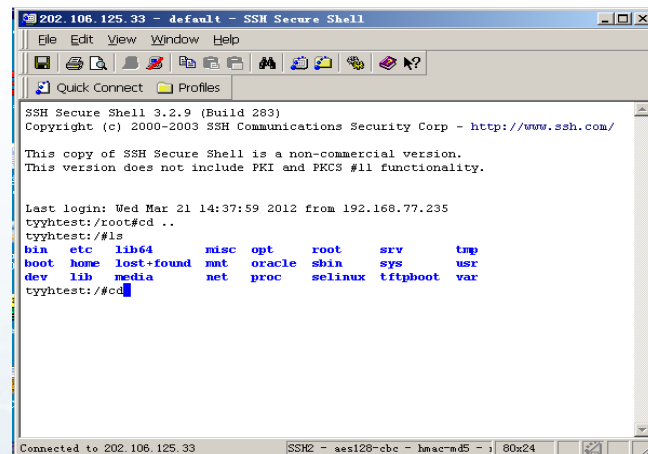 202.106.125.33 - default - SSH Secure Shell
File Edit View Window Help
Quick Connect Profiles
SSH Secure Shell 3.2.9 (Build 283)
Copyright (c) 2000-2003 SSH Communications Security Corp - http://www.ssh.com/
This copy of SSH Secure Shell is a non-commercial version.
This version does not include PKI and PKCS #11 functionality.
Last login: Wed Mar 21 14:37:59 2012 from 192.168.77.235
tyyhtest:/root#cd ..
tyyhtest:/#ls
bin etc lib64 misc opt root srv tmp
boot home lost+found mnt oracle sbin sys usr
dev lib media net proc selinux tftpboot var
tyyhtest:/#cd
Connected to 202.106.125.33 SSH2 - aes128-cbc - hmac-md5 - 80x24